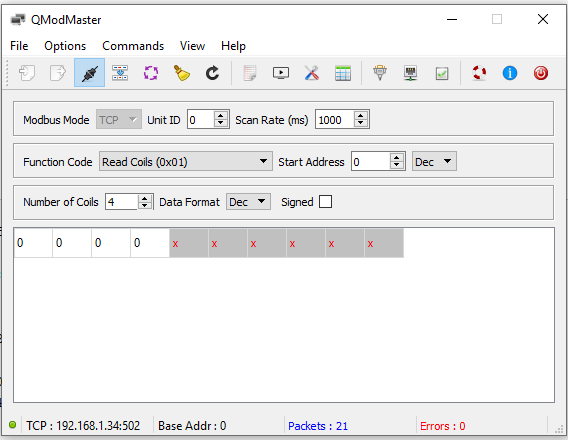 QModMaster
File Options Commands View Help
Modbus Mode TCP Unit ID 0 Scan Rate (ms) 1000
Function Code Read Coils (0x01) Start Address 0 Dec
Number of Coils 4 Data Format Dec Signed
0 0 0 0 x x x x x x
TCP : 192.168.1.34:502 Base Addr : 0 Packets : 21 Errors : 0